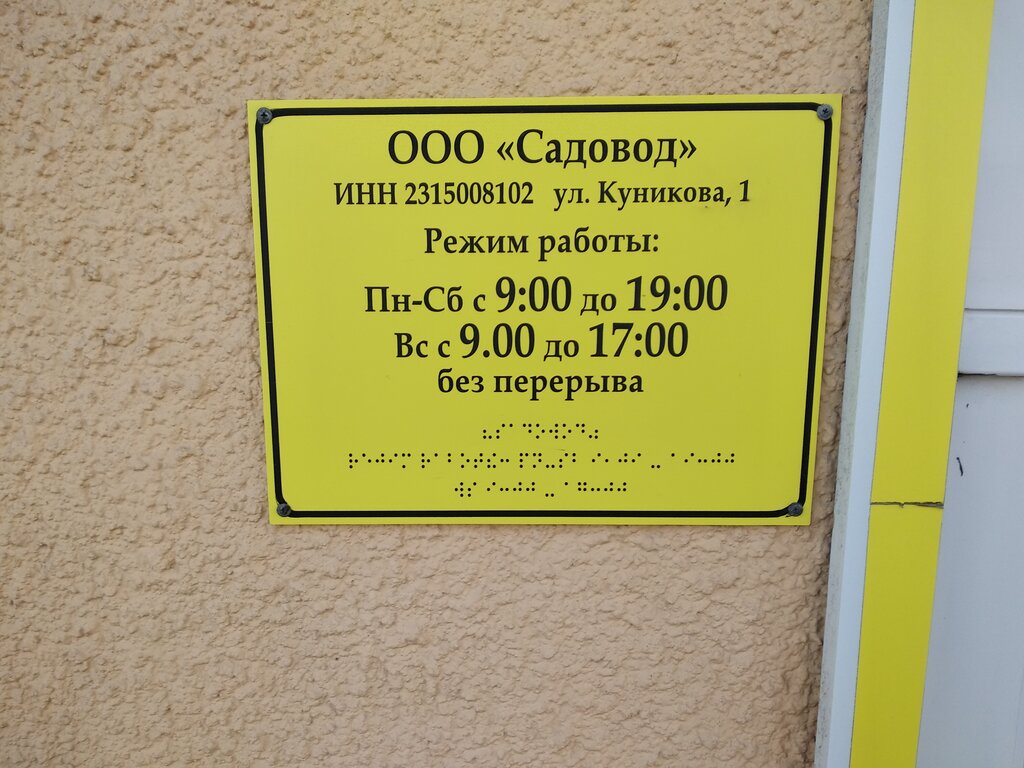 ООО «Садовод»
ИНН 2315008102 ул. Куникова, 1
Режим работы:
Пн-Сб с 9:00 до 19:00
Вс с 9.00 до 17:00
без перерыва